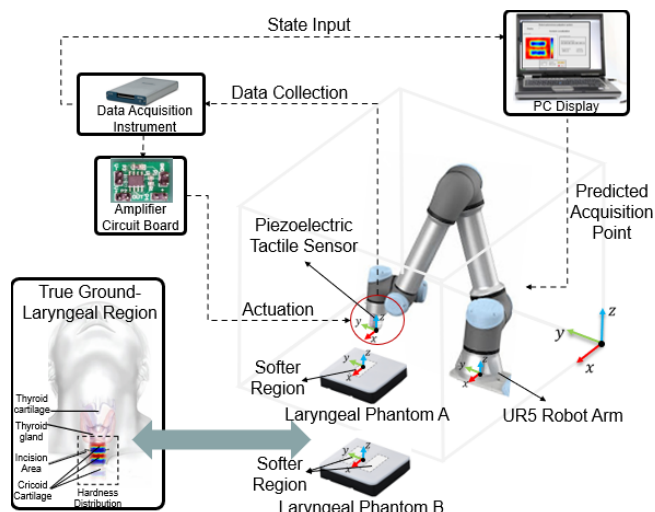 State Input
Data Collection
Data Acquisition
Instrument
PC Display
Amplifier
Circuit Board
Piezoelectric
Tactile Sensor
Predicted
Acquisition
Point
Actuation
True Ground-
Laryngeal Region
Thyroid
cartilage
Thyroid
gland
Incision
Area
Cricoid
Cartilage
Hardness
Distribution
Softer
Region
Laryngeal Phantom A
UR5 Robot Arm
Softer
Region
Laryngeal Phantom B
z
y
x
z
y
x
z
y
x
z
y
x
z
y
x